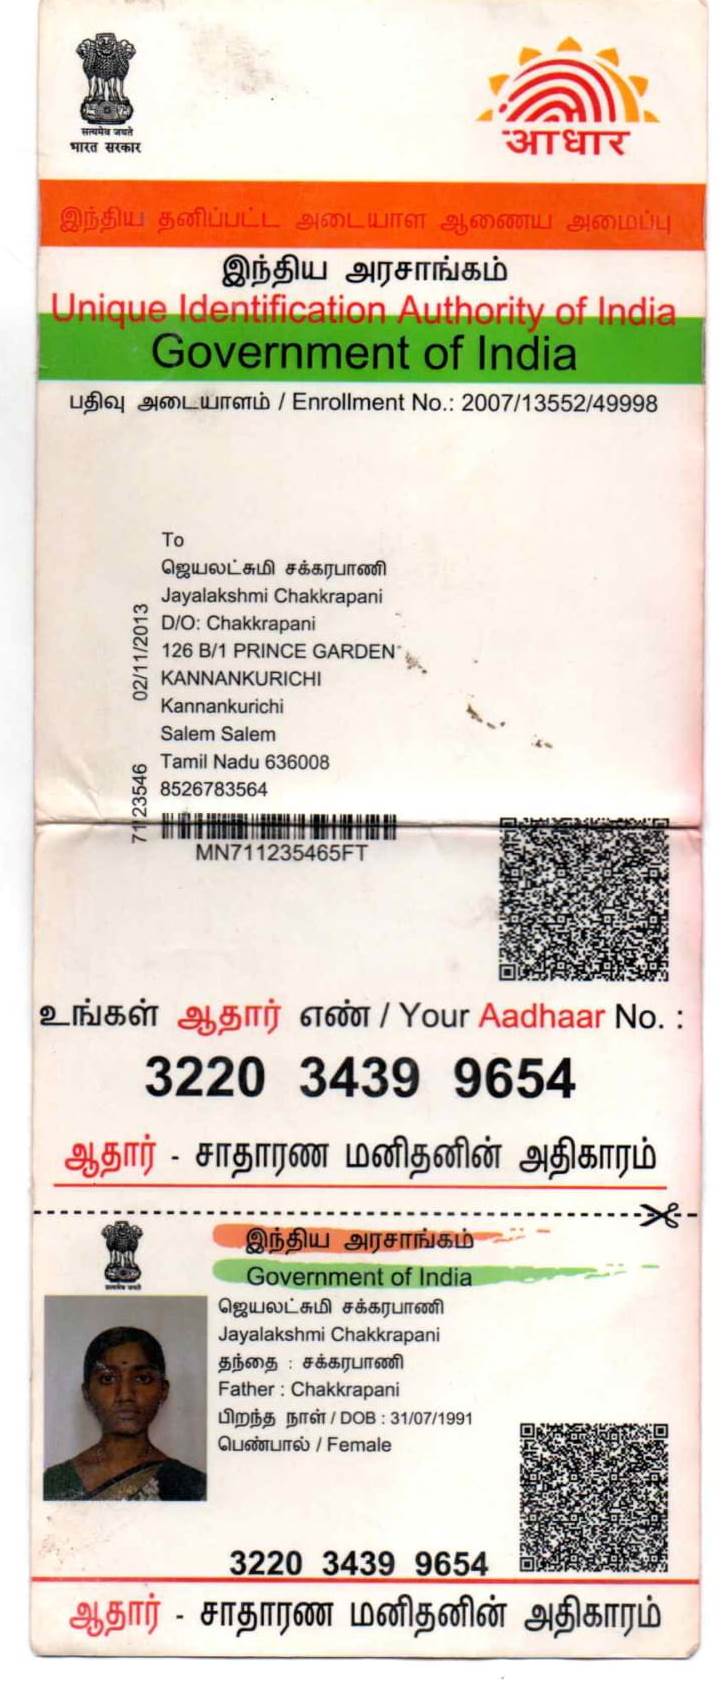 सत्यमेव जयते
भारत सरकार
आधार
இந்திய தனிப்பட்ட அடையாள ஆணைய அமைப்பு
இந்திய அரசாங்கம்
Unique Identification Authority of India
Government of India
பதிவு அடையாளம் / Enrollment No.: 2007/13552/49998
To
ஜெயலட்சுமி சக்கரபாணி
Jayalakshmi Chakkrapani
D/O: Chakkrapani
126 B/1 PRINCE GARDEN
KANNANKURICHI
Kannankurichi
Salem Salem
Tamil Nadu 636008
8526783564
02/11/2013
MN711235465FT
உங்கள் ஆதார் எண் / Your Aadhaar No. :
3220 3439 9654
ஆதார் - சாதாரண மனிதனின் அதிகாரம்
இந்திய அரசாங்கம்
Government of India
ஜெயலட்சுமி சக்கரபாணி
Jayalakshmi Chakkrapani
தந்தை : சக்கரபாணி
Father : Chakkrapani
பிறந்த நாள் / DOB : 31/07/1991
பெண்பால் / Female
3220 3439 9654
ஆதார் - சாதாரண மனிதனின் அதிகாரம்